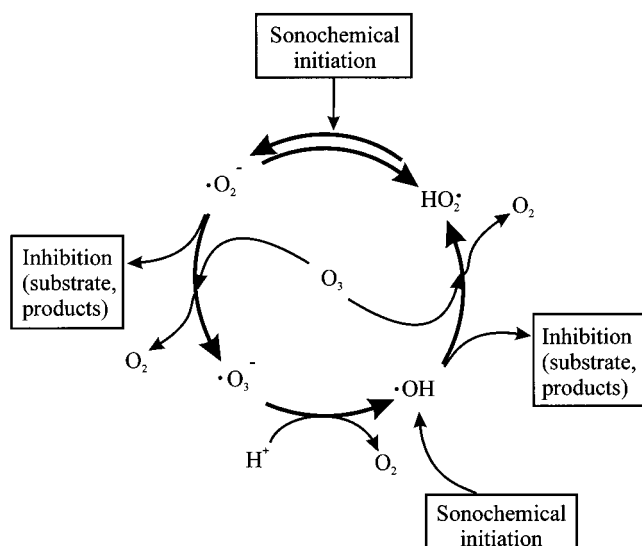 Sonochemical
initiation
·O₂⁻
HO₂•
O₂
Inhibition
(substrate,
products)
O₃
Inhibition
(substrate,
products)
O₂
·O₃⁻
·OH
H⁺
O₂
Sonochemical
initiation